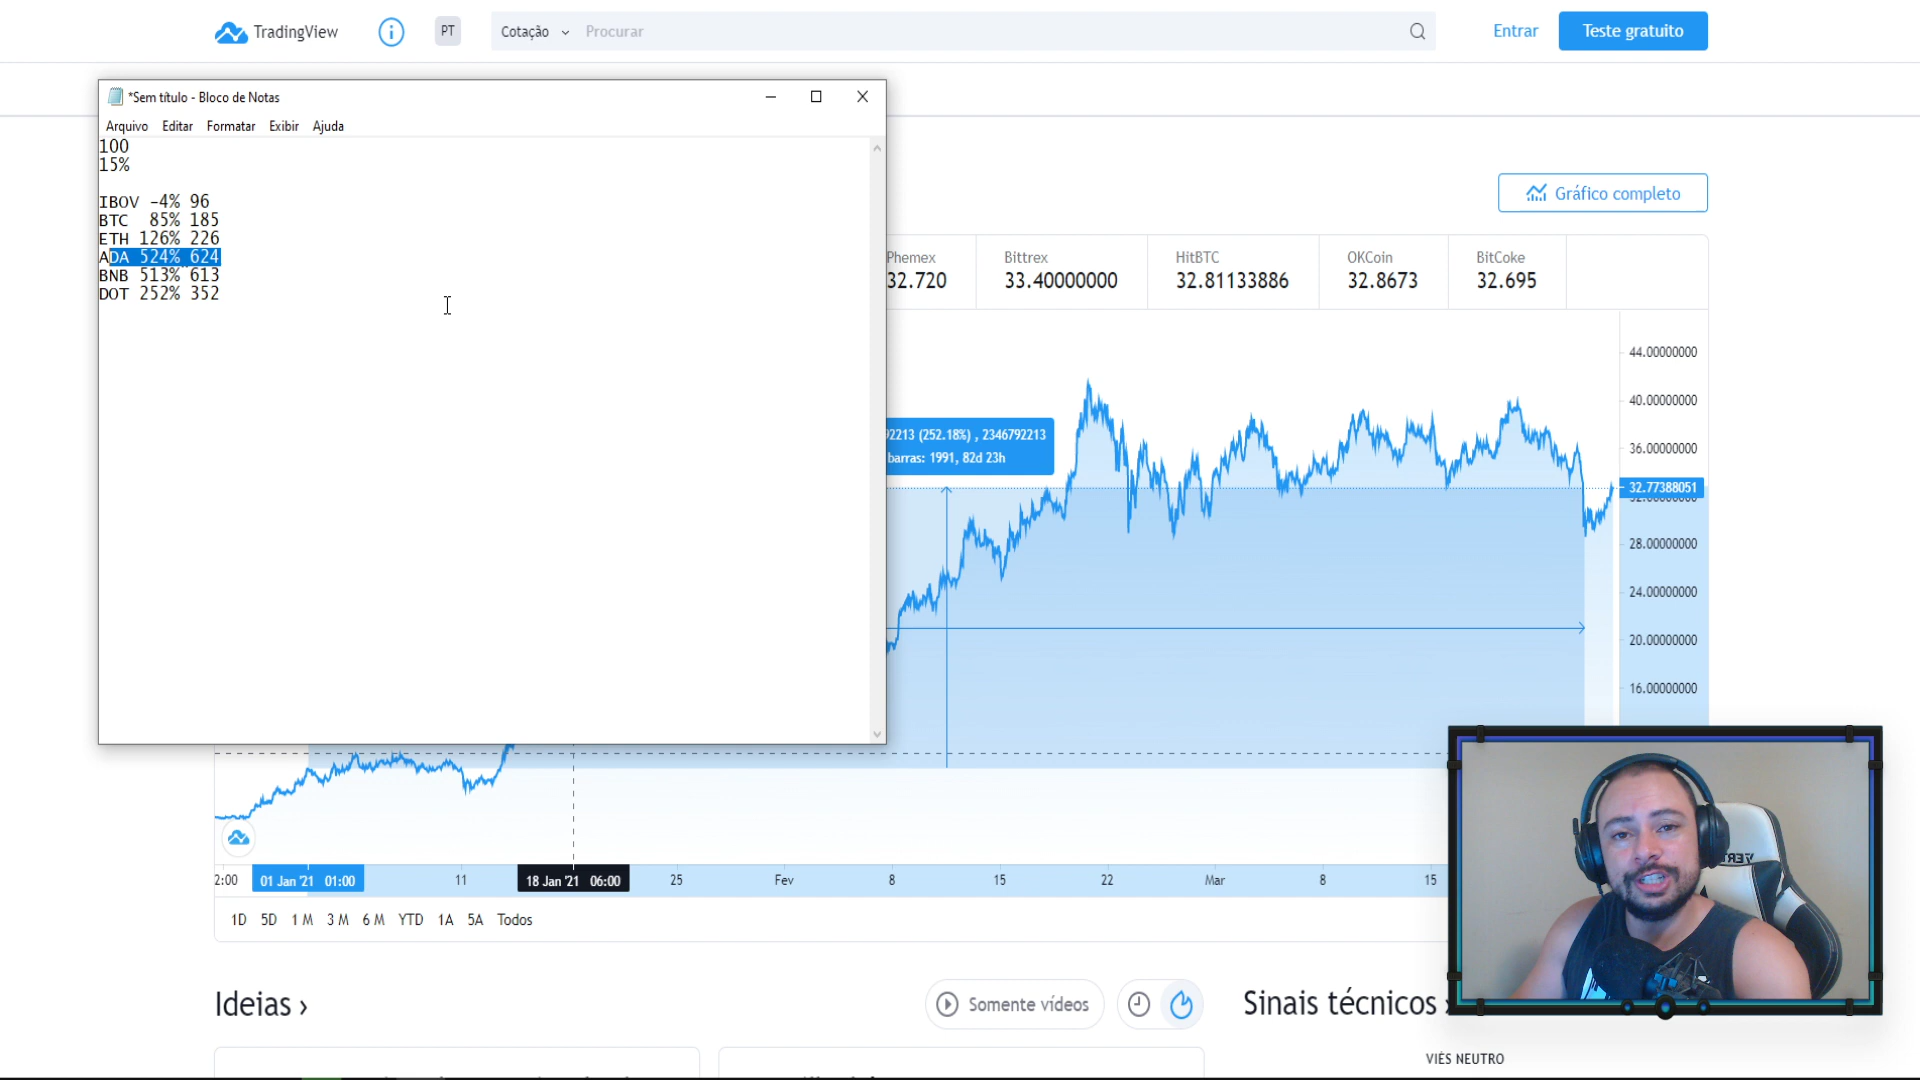 TradingView
PT
Cotação
Procurar
Entrar
Teste gratuito
*Sem título - Bloco de Notas
Arquivo Editar Formatar Exibir Ajuda
100
15%
IBOV -4% 96
BTC 85% 185
ETH 126% 226
ADA 524% 624
BNB 513% 613
DOT 252% 352
Gráfico completo
Phemex
32.720
Bittrex
33.40000000
HitBTC
32.81133886
OKCoin
32.8673
BitCoke
32.695
92213 (252.18%) , 2346792213
barras: 1991, 82d 23h
44.00000000
40.00000000
36.00000000
32.77388051
28.00000000
24.00000000
20.00000000
16.00000000
2:00
01 Jan '21 01:00
11
18 Jan '21 06:00
25
Fev
8
15
22
Mar
8
15
1D 5D 1 M 3 M 6 M YTD 1A 5A Todos
Ideias ›
Somente vídeos
Sinais técnicos ›
VIÉS NEUTRO